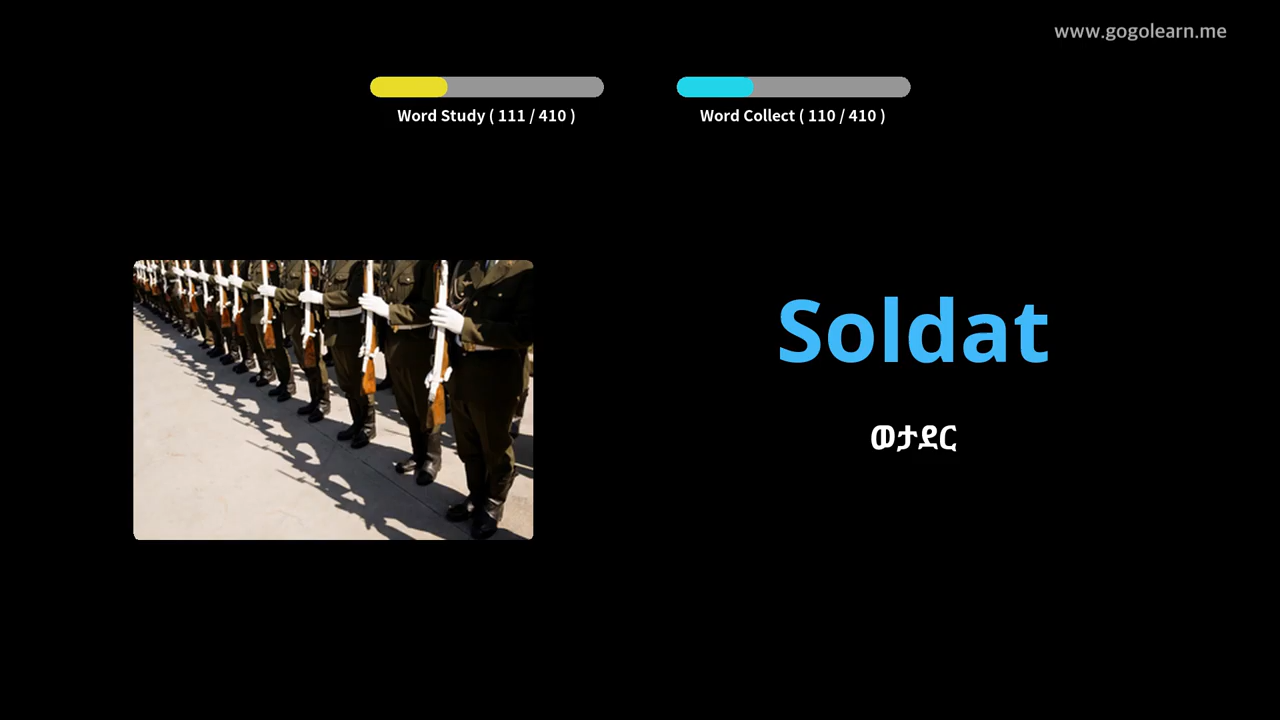 www.gogolearn.me
Word Study ( 111 / 410 )
Word Collect ( 110 / 410 )
Soldat
ወታደር